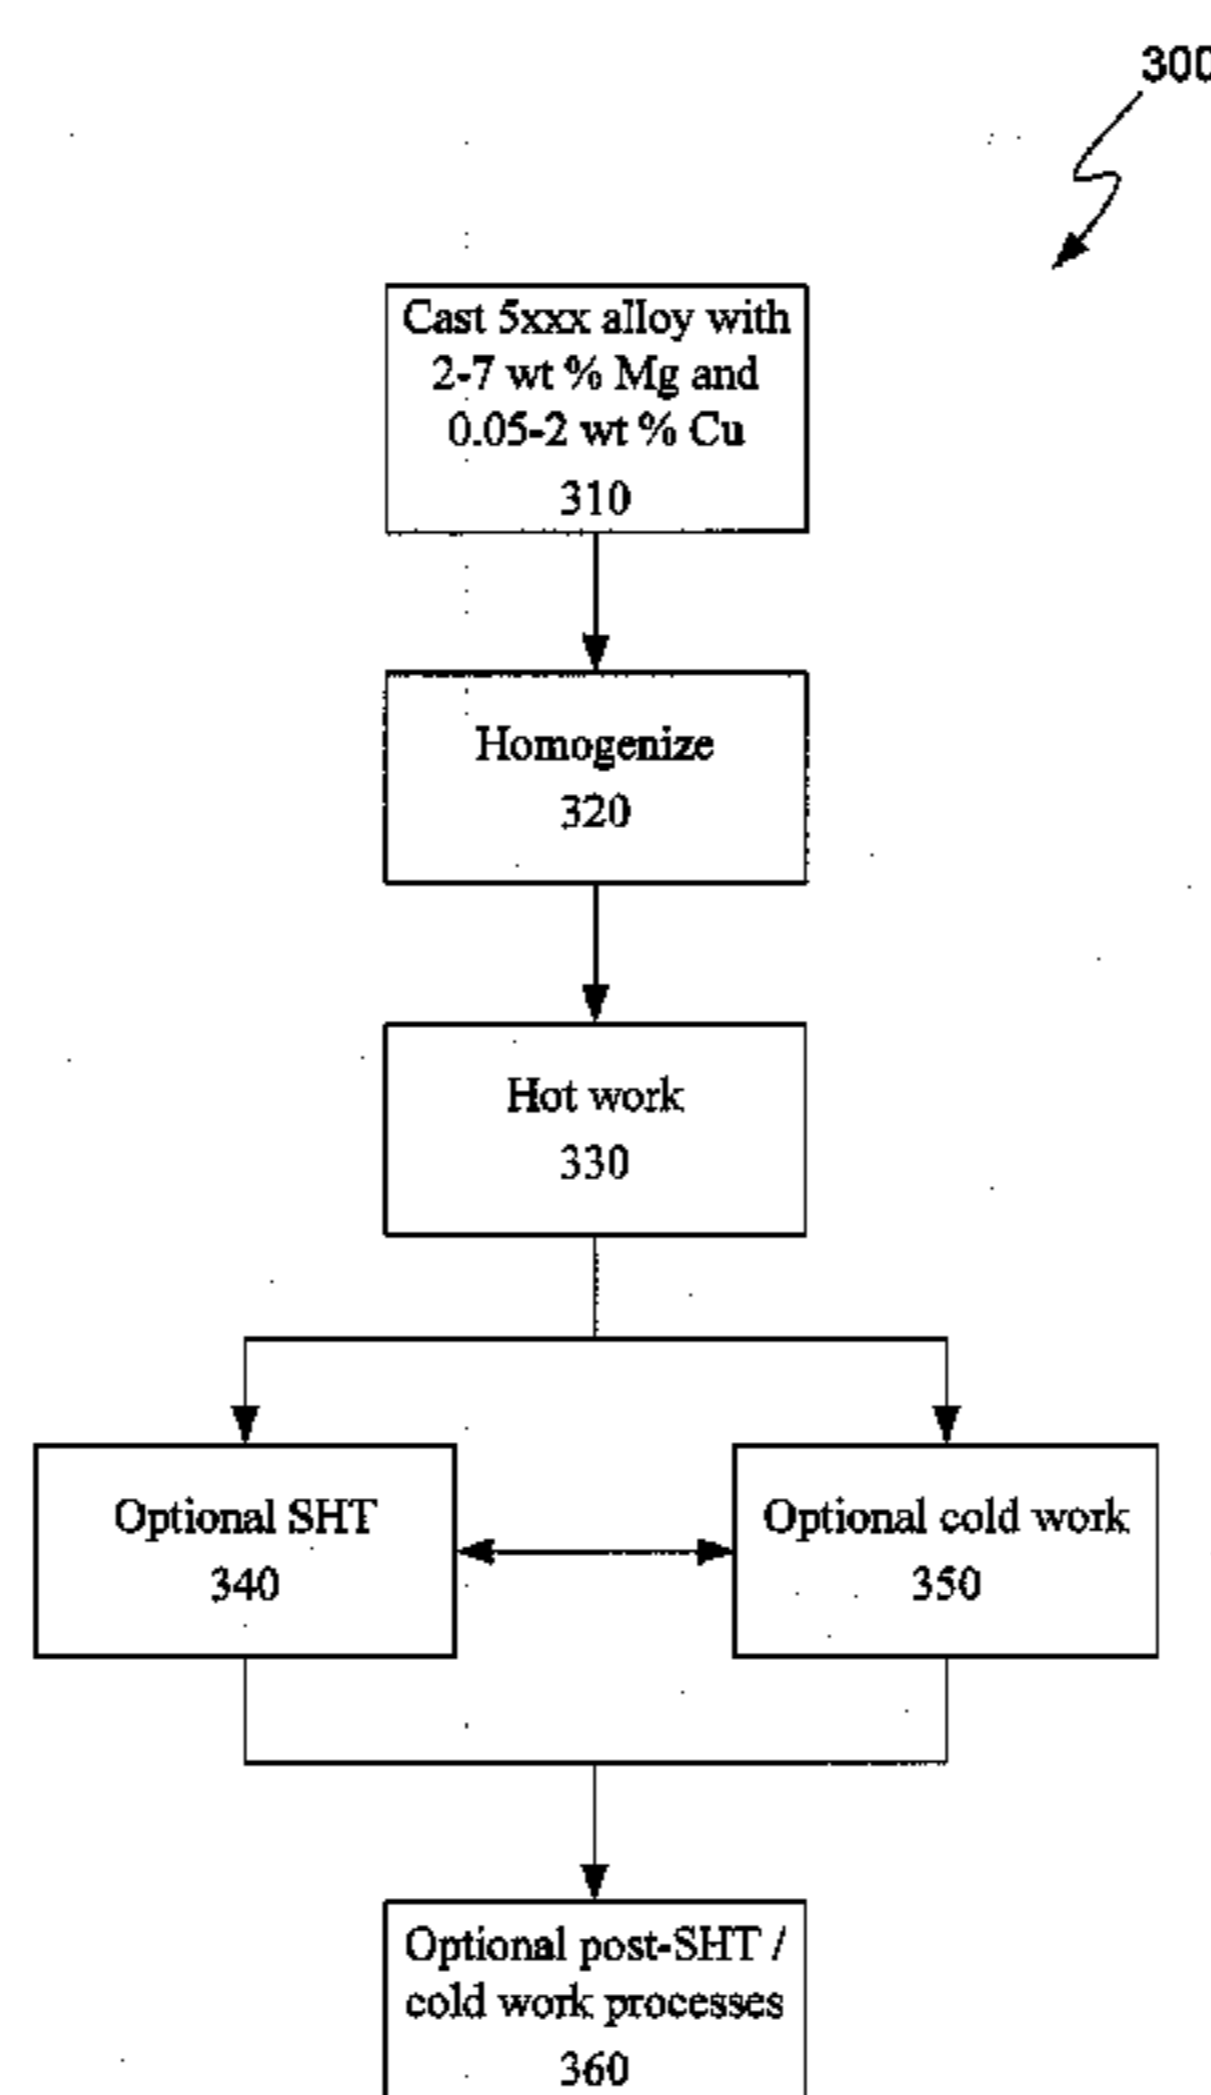 300
Cast 5xxx alloy with
2-7 wt % Mg and
0.05-2 wt % Cu
310
Homogenize
320
Hot work
330
Optional SHT
340
Optional cold work
350
Optional post-SHT /
cold work processes
360